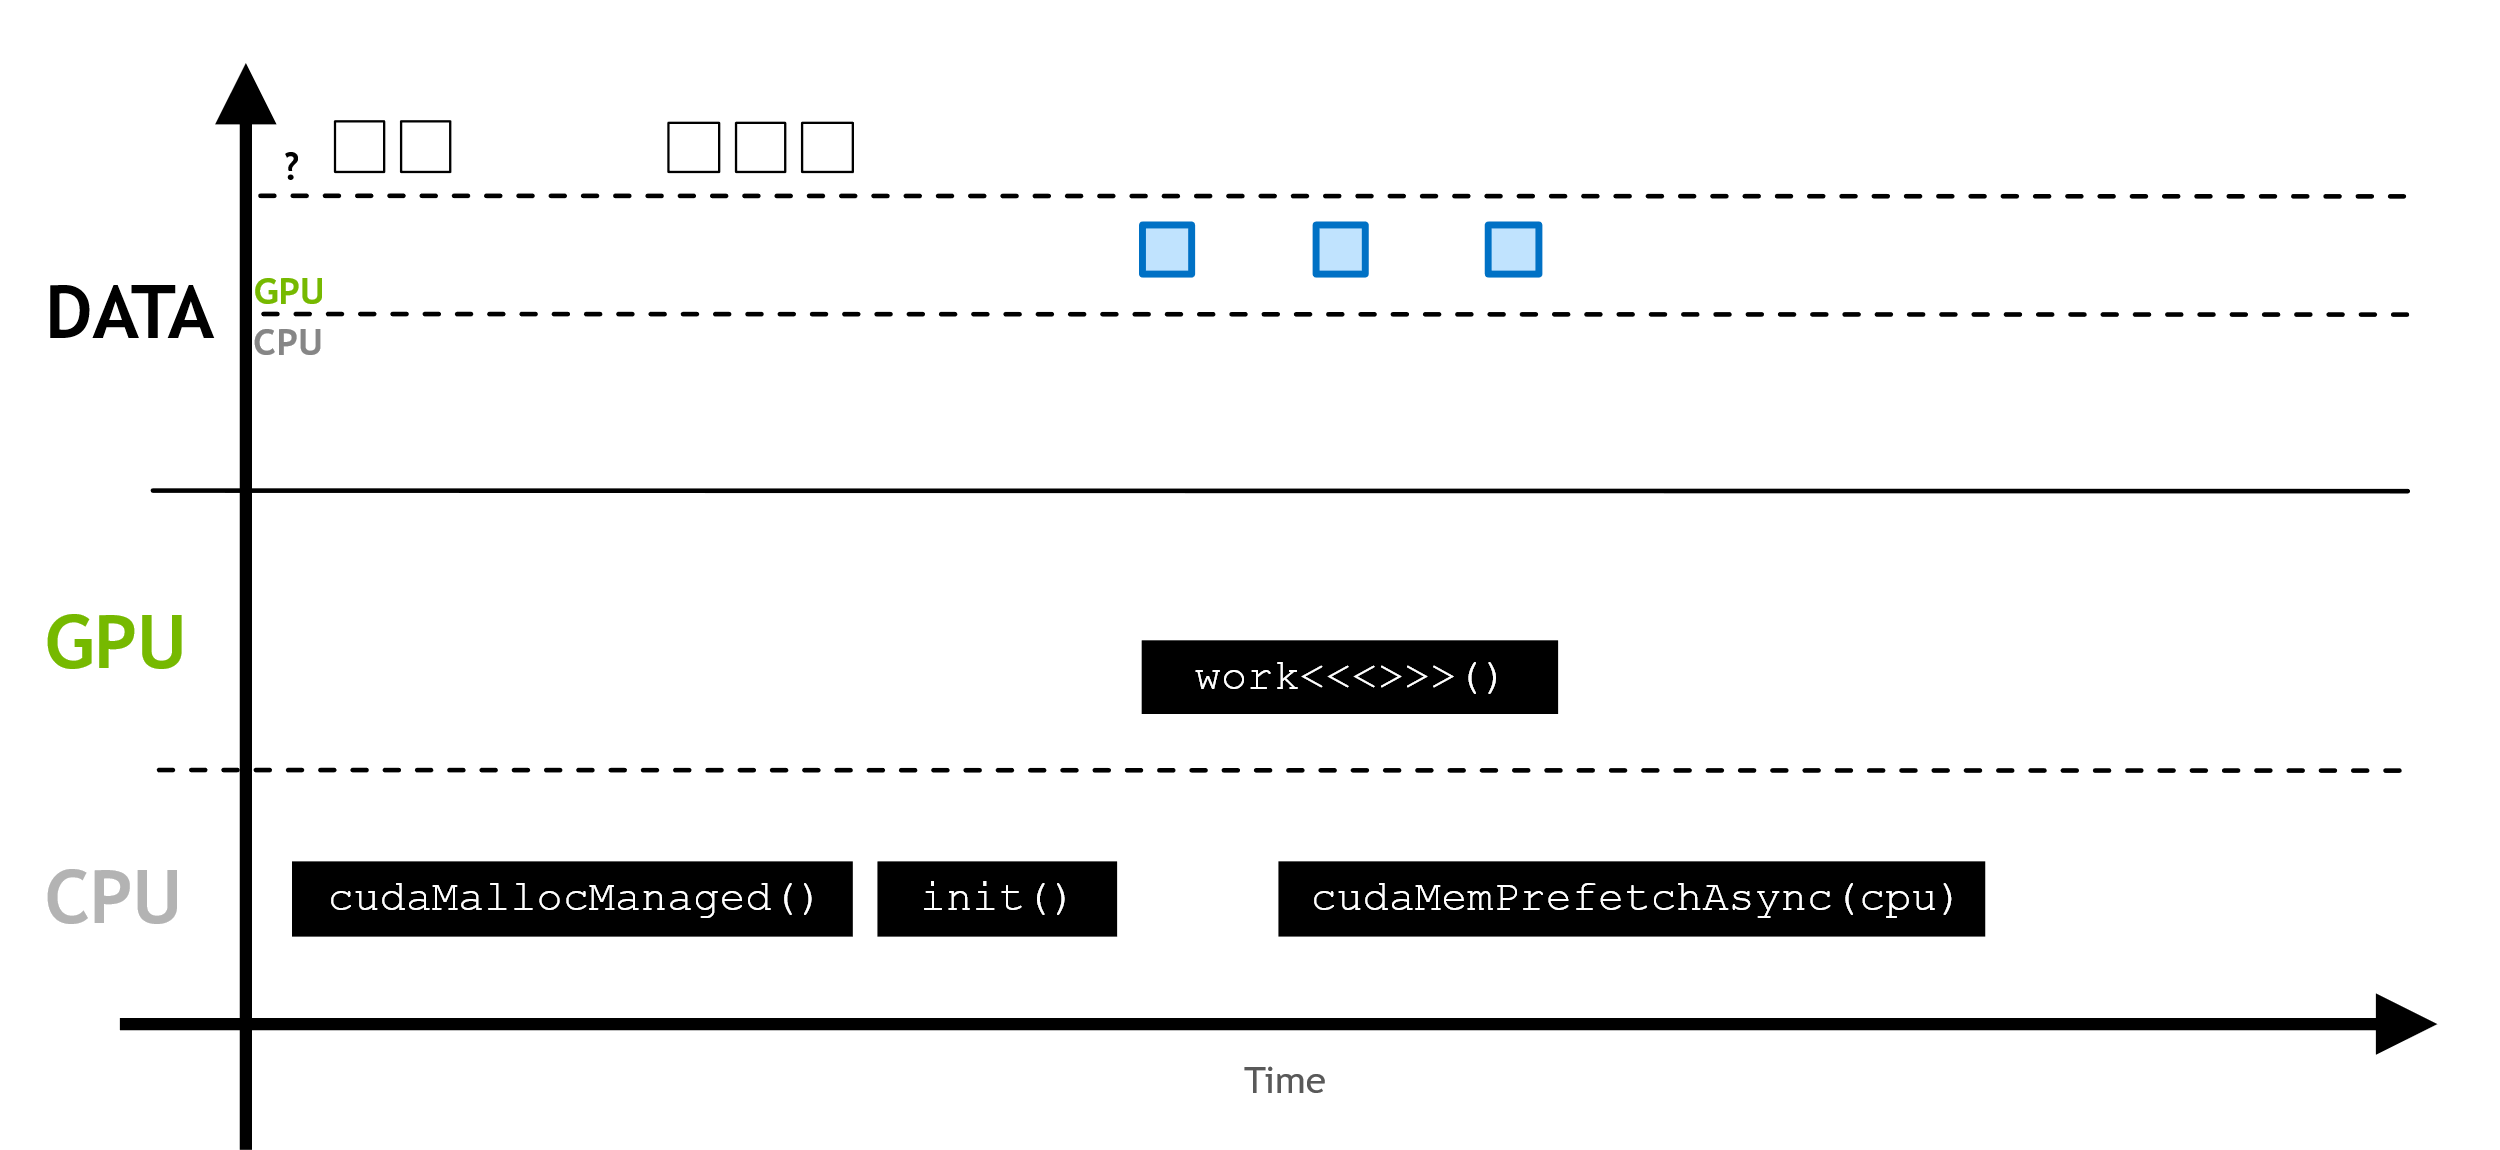 ?
DATA
GPU
CPU
GPU
work<<<>>>()
CPU
cudaMallocManaged()
init()
cudaMemPrefetchAsync(cpu)
Time